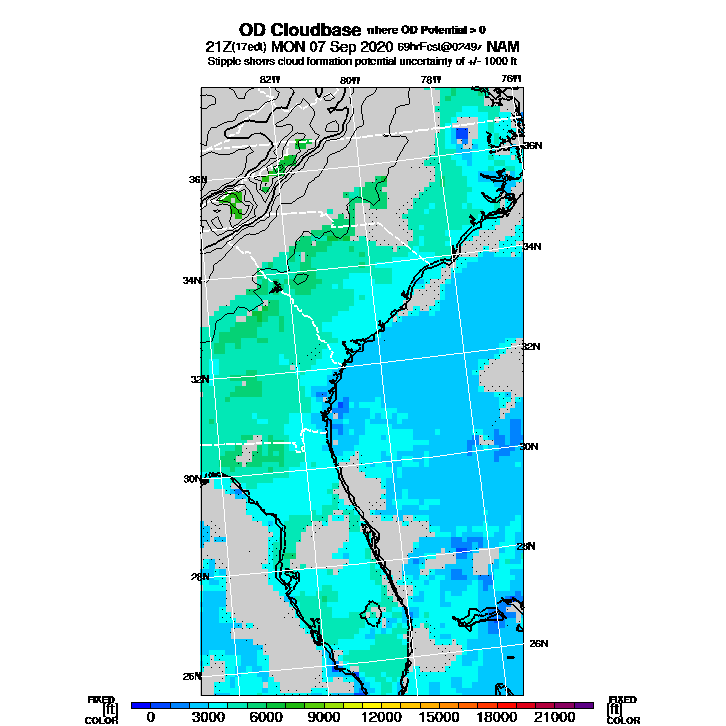 OD Cloudbase where OD Potential > 0
21Z(17edt) MON 07 Sep 2020 69hrFcst@0249z NAM
Stipple shows cloud formation potential uncertainty of +/- 1000 ft
82W 80W 78W 76W
36N
36N
34N
34N
32N
32N
30N
30N
28N
28N
26N
26N
FIXED FIXED
[ft] [ft]
COLOR 0 3000 6000 9000 12000 15000 18000 21000 COLOR